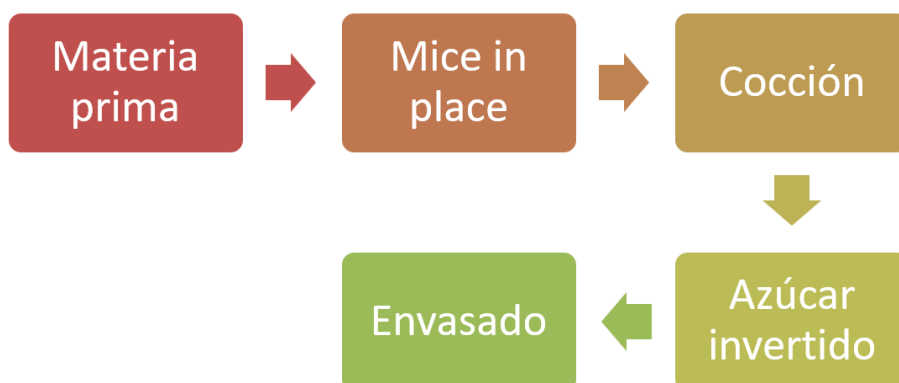 Materia
prima
Mice in
place
Cocción
Azúcar
invertido
Envasado